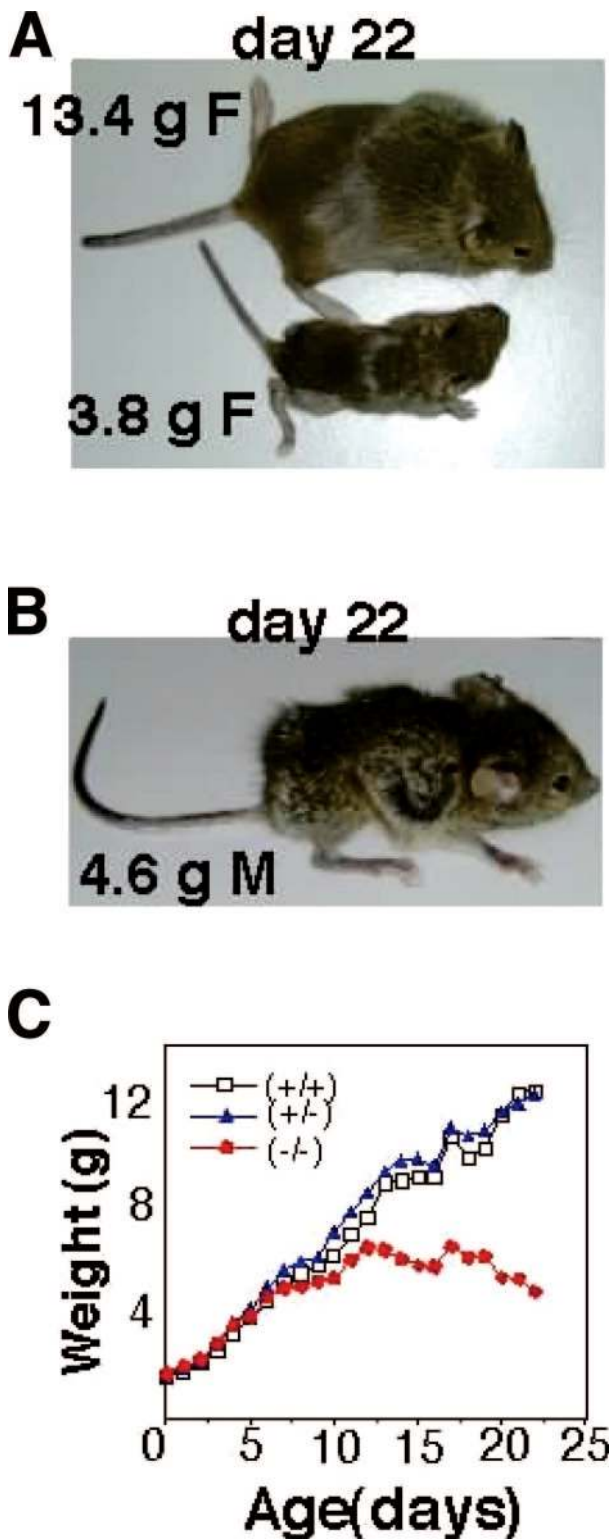 A
day 22
13.4 g F
3.8 g F
B
day 22
4.6 g M
C
(+/+)
(+/-)
(-/-)
12
8
4
Weight (g)
0 5 10 15 20 25
Age(days)